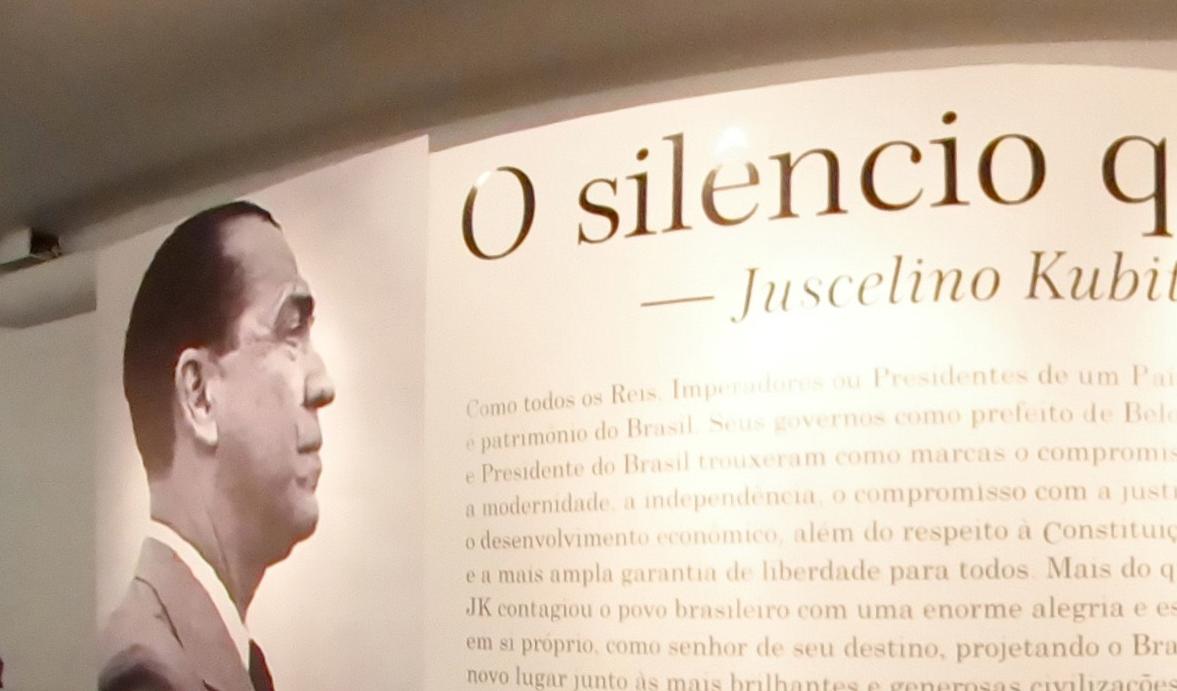 O silencio q
— Juscelino Kubit
Como todos os Reis, Imperadores ou Presidentes de um Paí
é patrimônio do Brasil. Seus governos como prefeito de Belo
e Presidente do Brasil trouxeram como marcas o compromis
a modernidade, a independência, o compromisso com a justi
o desenvolvimento econômico, além do respeito à Constituiç
e a mais ampla garantia de liberdade para todos. Mais do q
JK contagiou o povo brasileiro com uma enorme alegria e es
em si próprio, como senhor de seu destino, projetando o Bra
novo lugar junto às mais brilhantes e generosas civilizações